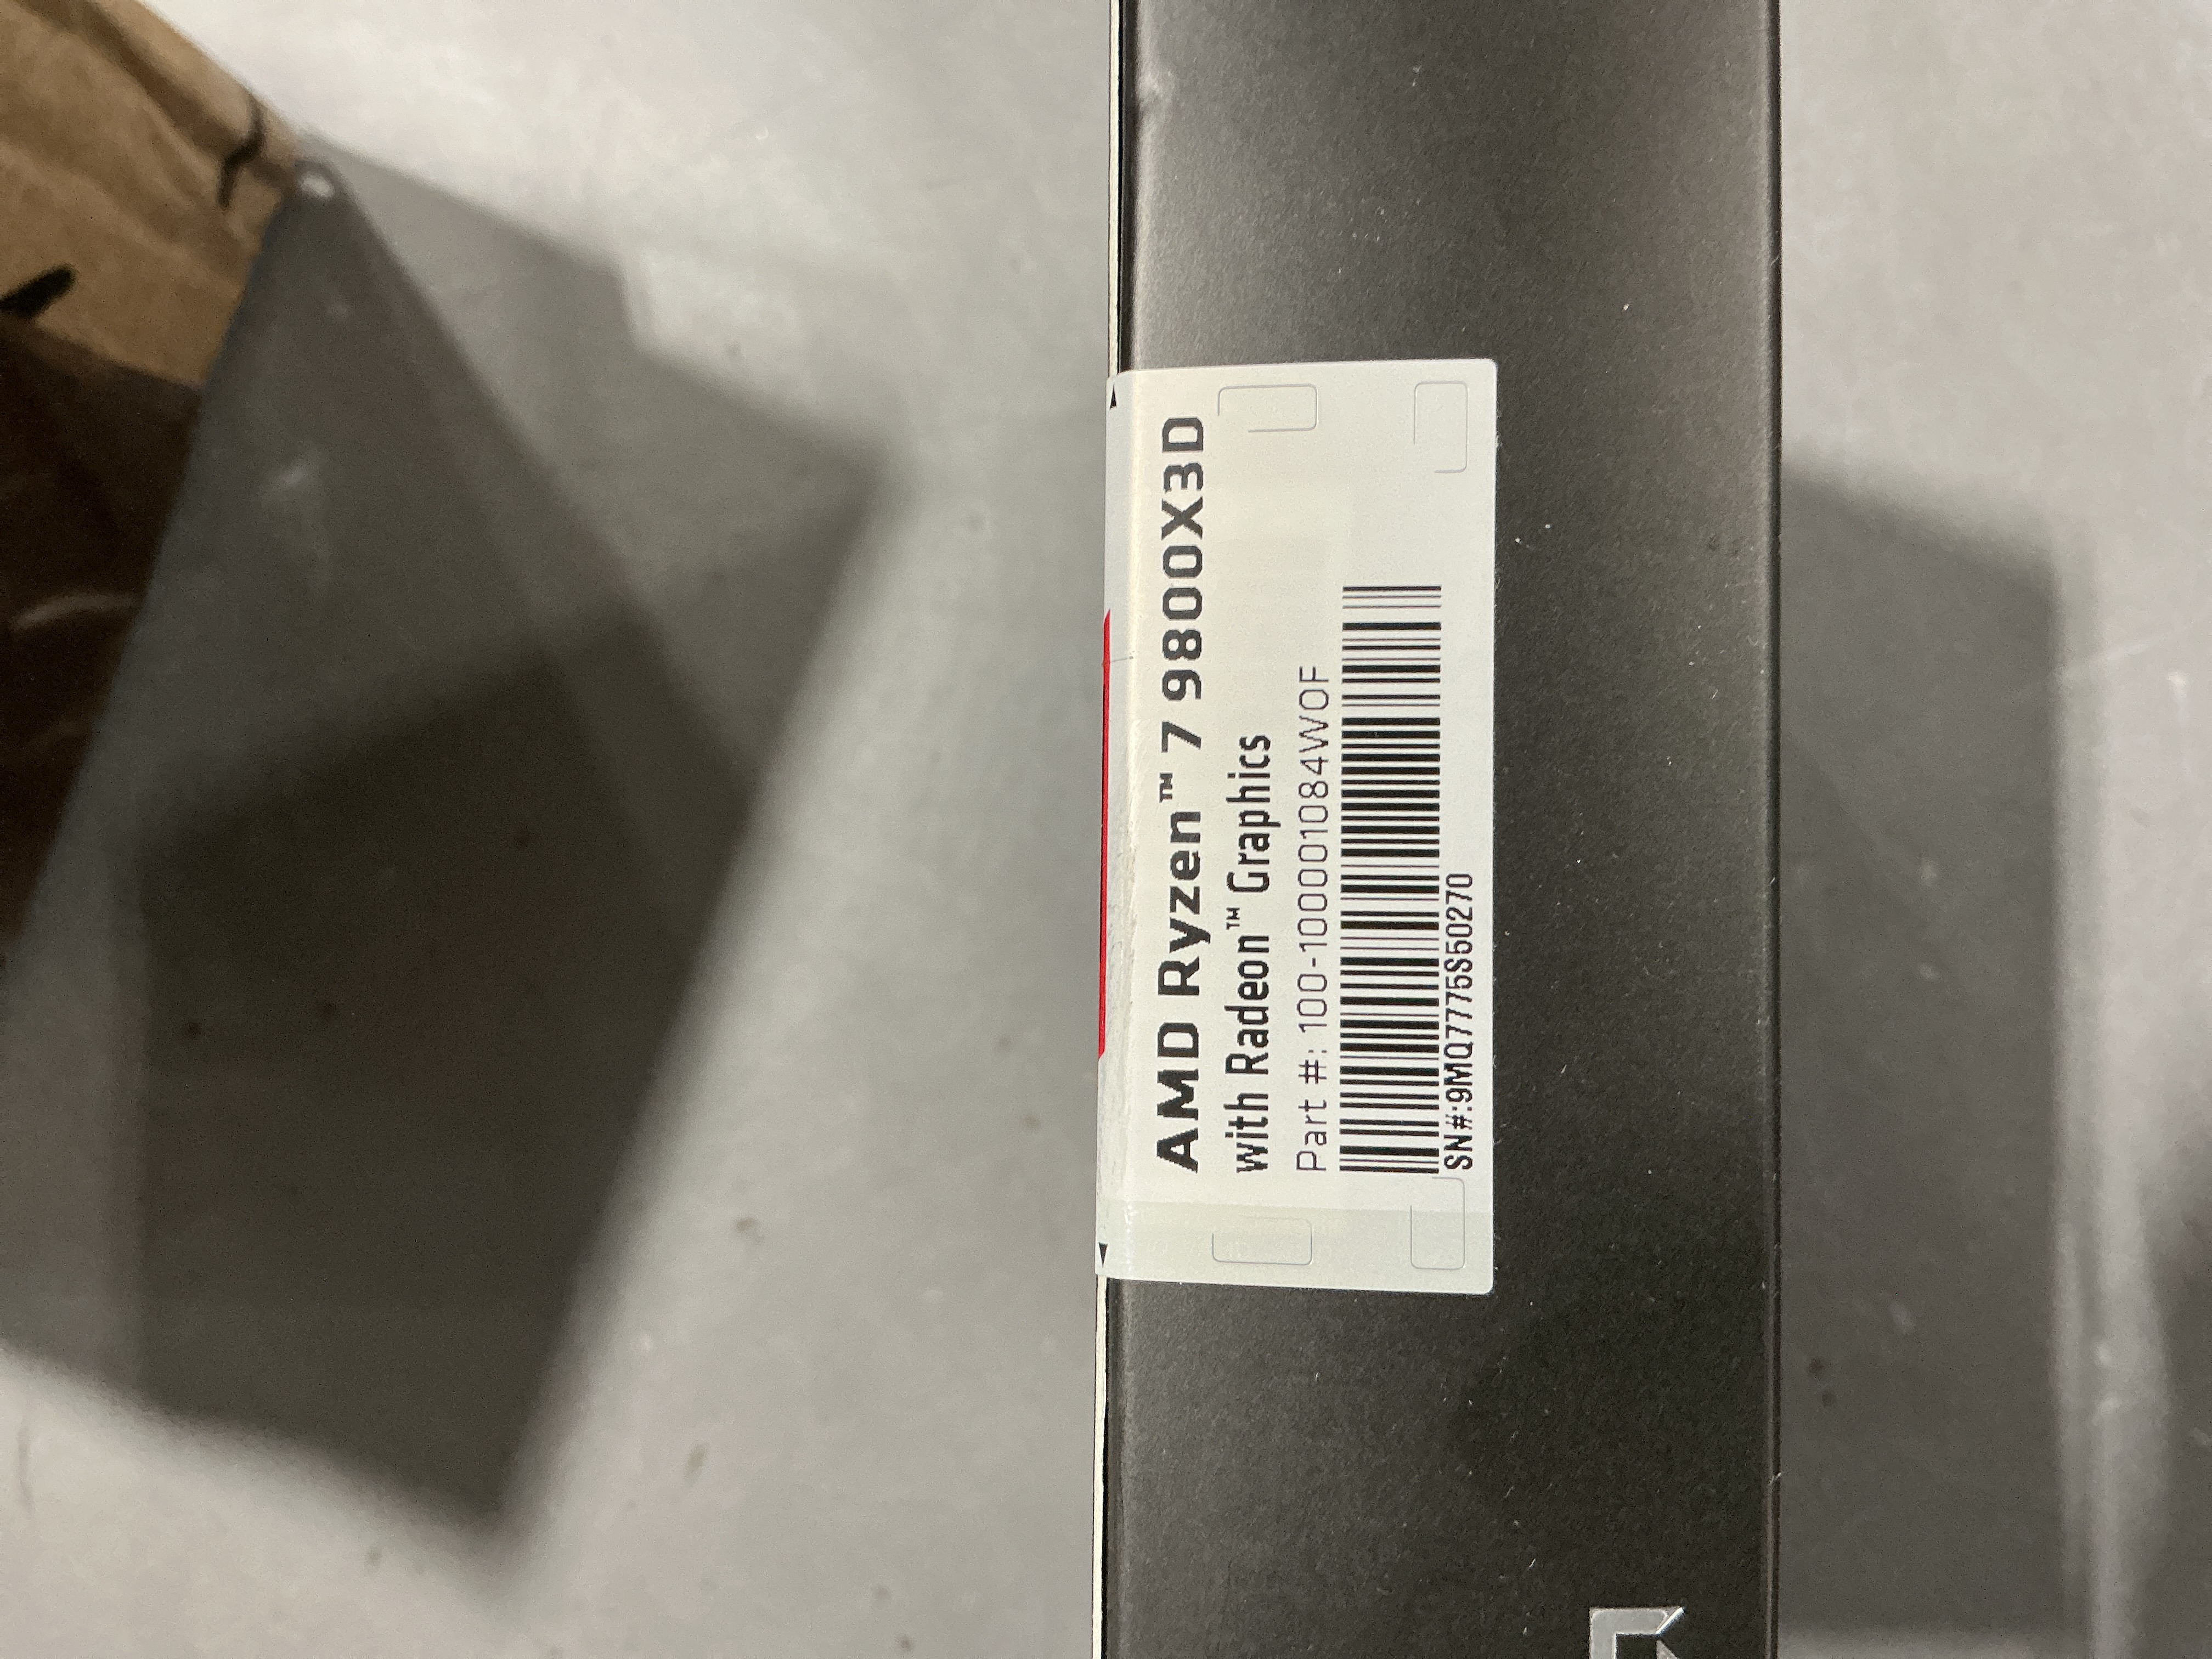 AMD Ryzen™ 7 9800X3D
with Radeon™ Graphics
Part #: 100-100001084WOF
SN#:9MQ7775S50270